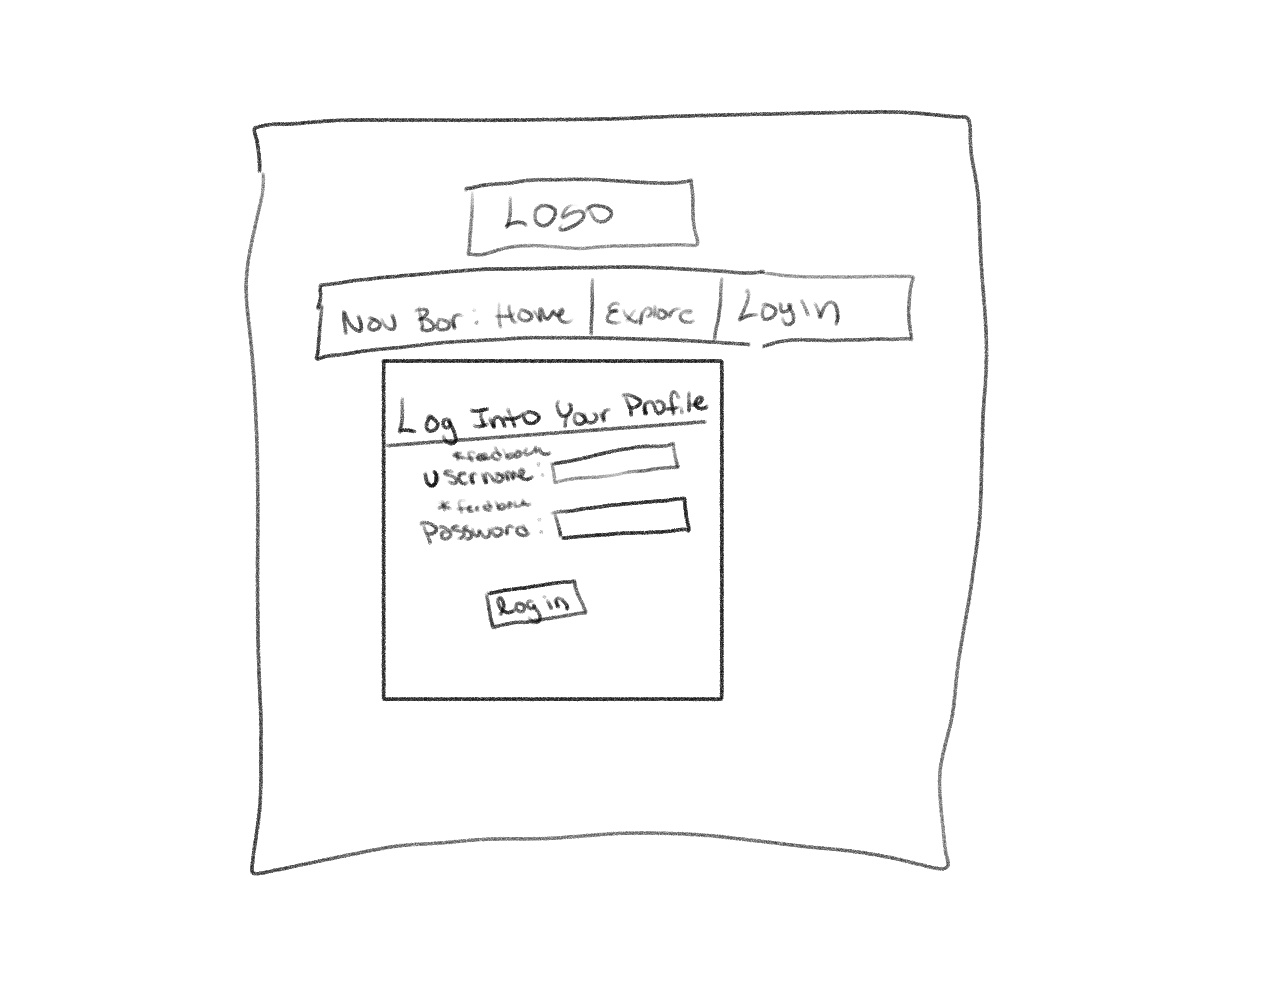 Logo
Nav Bar: Home Explore Login
Log Into Your Profile
*feedback
Username:
*feedback
Password:
log in